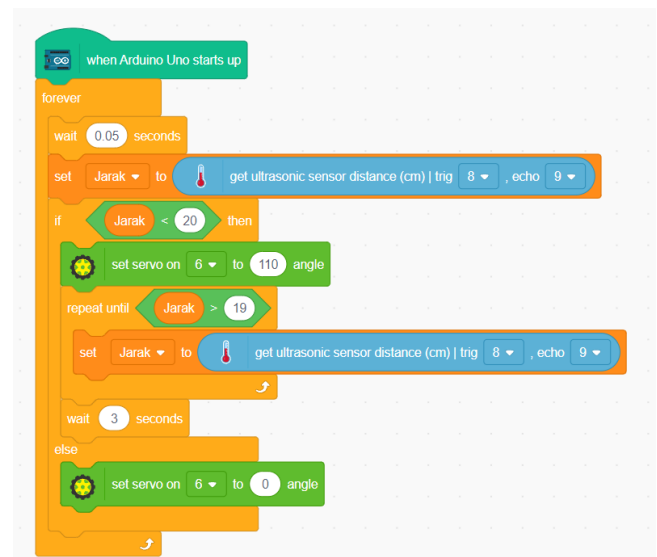 when Arduino Uno starts up
forever
wait 0.05 seconds
set Jarak to get ultrasonic sensor distance (cm) | trig 8 , echo 9
if Jarak < 20 then
set servo on 6 to 110 angle
repeat until Jarak > 19
set Jarak to get ultrasonic sensor distance (cm) | trig 8 , echo 9
wait 3 seconds
else
set servo on 6 to 0 angle